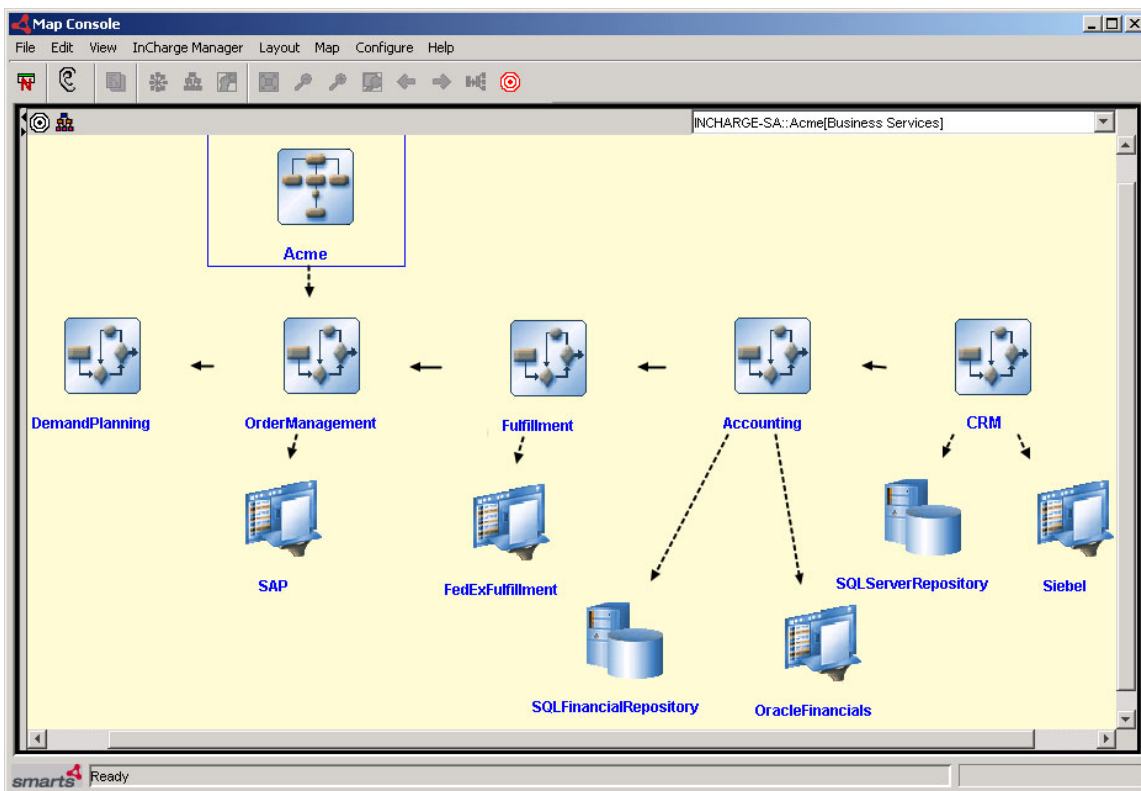 Map Console
File Edit View InCharge Manager Layout Map Configure Help
INCHARGE-SA::Acme[Business Services]
Acme
DemandPlanning OrderManagement Fulfillment Accounting CRM
SAP FedExFulfillment SQLServerRepository Siebel
SQLFinancialRepository OracleFinancials
smarts Ready